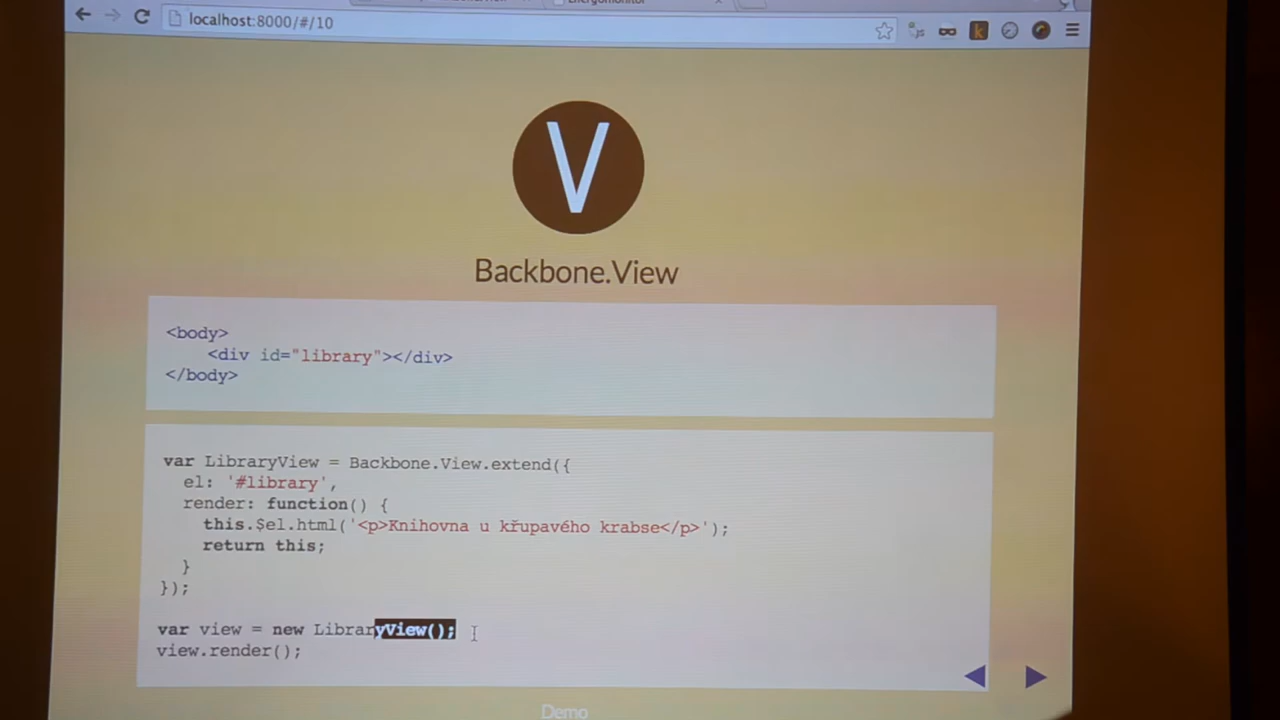 localhost:8000/#/10
k
V
Backbone.View
<body>
    <div id="library"></div>
</body>
var LibraryView = Backbone.View.extend({
  el: '#library',
  render: function() {
    this.$el.html('<p>Knihovna u křupavého krabse</p>');
    return this;
  }
});
var view = new LibraryView();
view.render();
Demo